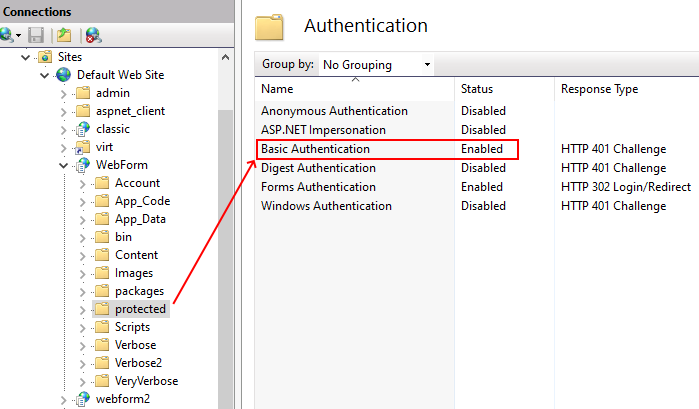 Connections
Sites
Default Web Site
admin
aspnet_client
classic
virt
WebForm
Account
App_Code
App_Data
bin
Content
Images
packages
protected
Scripts
Verbose
Verbose2
VeryVerbose
webform2
Authentication
Group by: No Grouping
Name Status Response Type
Anonymous Authentication Disabled
ASP.NET Impersonation Disabled
Basic Authentication Enabled HTTP 401 Challenge
Digest Authentication Disabled HTTP 401 Challenge
Forms Authentication Enabled HTTP 302 Login/Redirect
Windows Authentication Disabled HTTP 401 Challenge